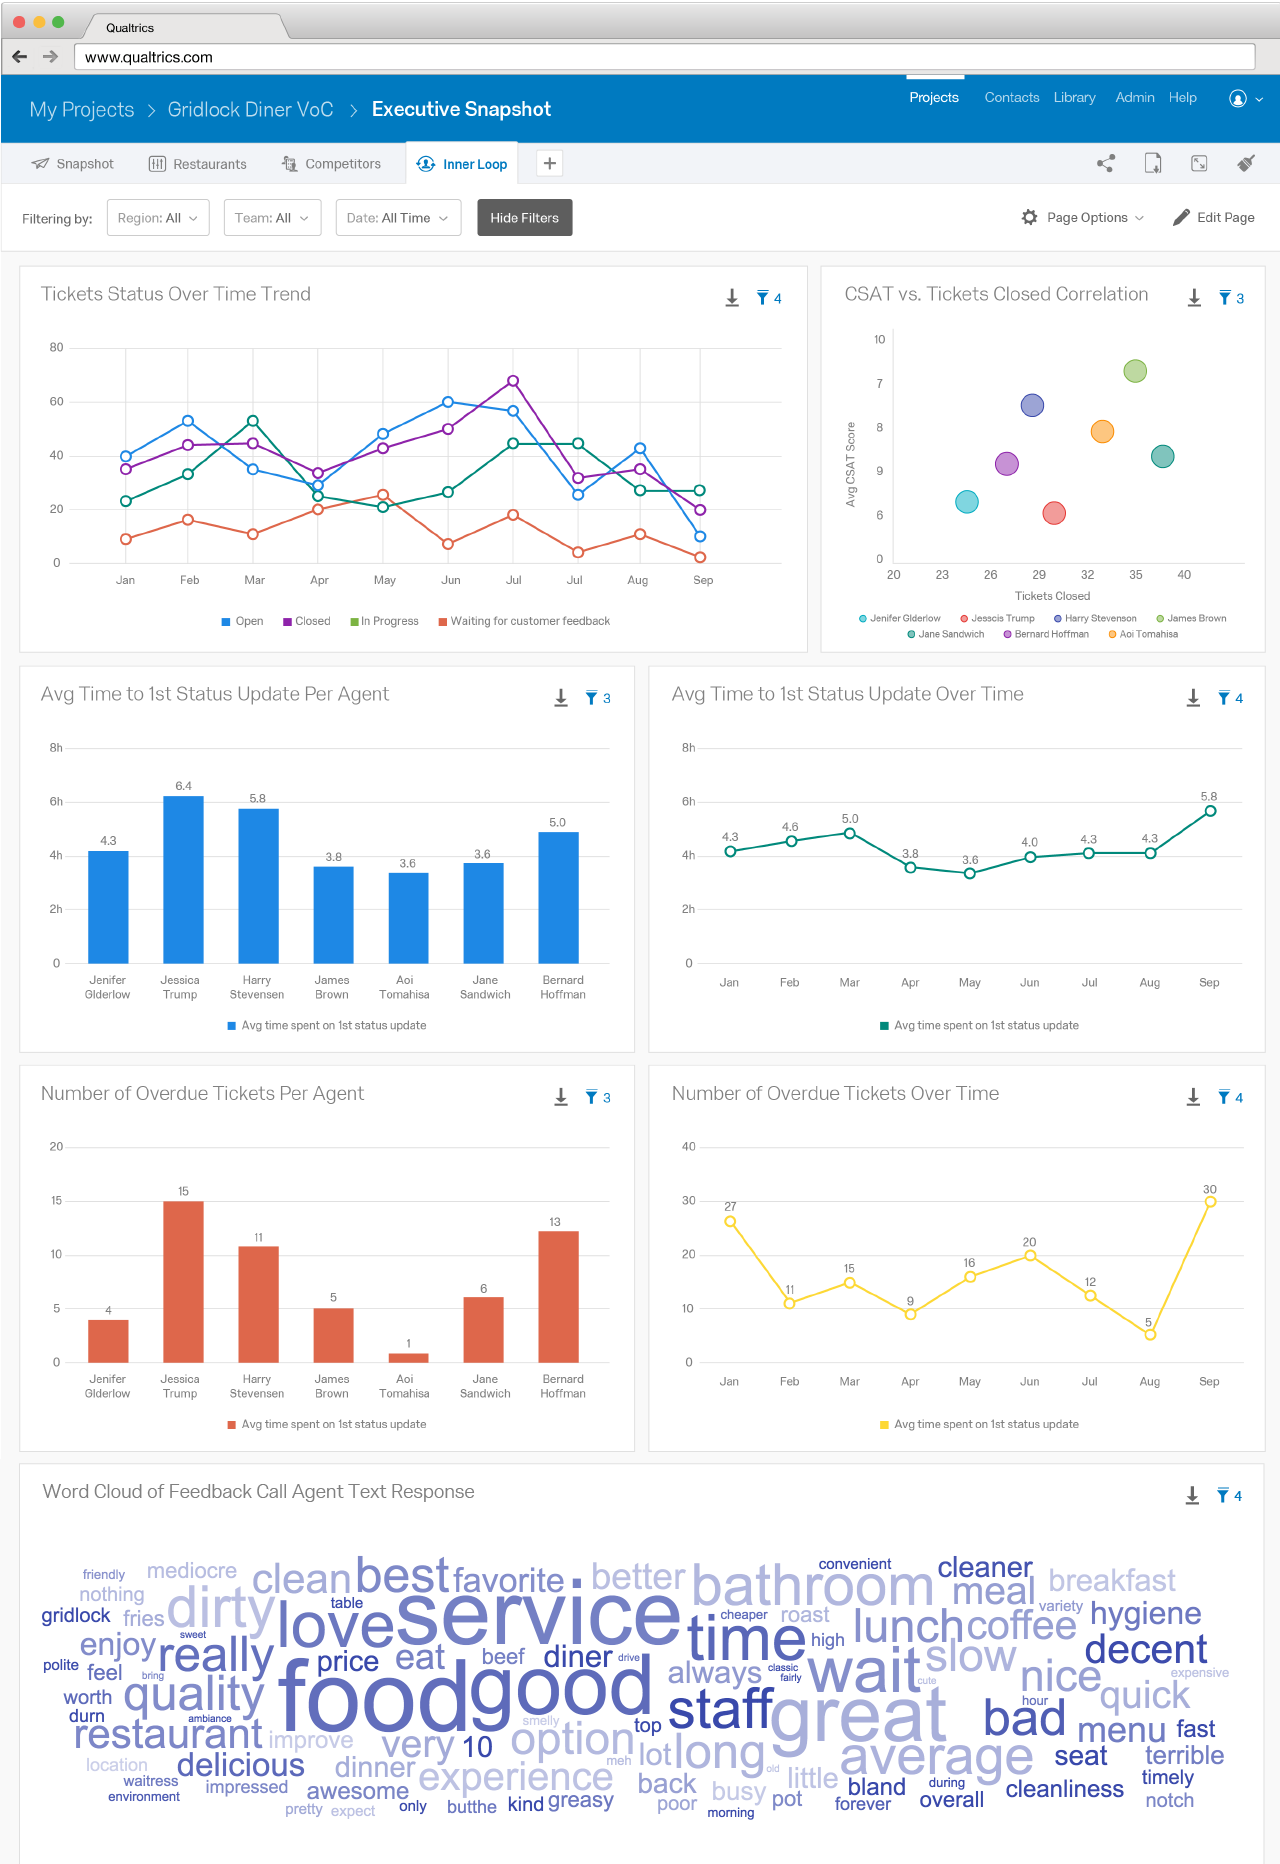 Qualtrics
www.qualtrics.com
My Projects > Gridlock Diner VoC > Executive Snapshot
Projects Contacts Library Admin Help
Snapshot Restaurants Competitors Inner Loop +
Filtering by: Region: All Team: All Date: All Time Hide Filters Page Options Edit Page
Tickets Status Over Time Trend 4
80
60
40
20
0
Jan Feb Mar Apr May Jun Jul Jul Aug Sep
Open Closed In Progress Waiting for customer feedback
CSAT vs. Tickets Closed Correlation 3
Avg CSAT Score
10
7
8
9
6
0
20 23 26 29 32 35 40
Tickets Closed
Jenifer Glderlow Jesscis Trump Harry Stevenson James Brown
Jane Sandwich Bernard Hoffman Aoi Tomahisa
Avg Time to 1st Status Update Per Agent 3
8h
6h
4h
2h
0
4.3 6.4 5.8 3.8 3.6 3.6 5.0
Jenifer Jessica Harry James Aoi Jane Bernard
Glderlow Trump Stevensen Brown Tomahisa Sandwich Hoffman
Avg time spent on 1st status update
Avg Time to 1st Status Update Over Time 4
8h
6h
4h
2h
0
4.3 4.6 5.0 3.8 3.6 4.0 4.3 4.3 5.8
Jan Feb Mar Apr May Jun Jul Aug Sep
Avg time spent on 1st status update
Number of Overdue Tickets Per Agent 3
20
15
10
5
0
4 15 11 5 1 6 13
Jenifer Jessica Harry James Aoi Jane Bernard
Glderlow Trump Stevensen Brown Tomahisa Sandwich Hoffman
Avg time spent on 1st status update
Number of Overdue Tickets Over Time 4
40
30
20
10
0
27 11 15 9 16 20 12 5 30
Jan Feb Mar Apr May Jun Jul Aug Sep
Avg time spent on 1st status update
Word Cloud of Feedback Call Agent Text Response 4
friendly mediocre clean best favorite better bathroom convenient cleaner
nothing dirty table meal breakfast
gridlock fries love service cheaper roast lunch coffee variety hygiene
enjoy sweet really time high decent
polite feel bring price eat beef diner drive always classic fairly wait cute slow nice expensive
worth quality food good staff great hour quick
durn ambiance smelly top bad
restaurant improve very 10 option menu fast
location delicious dinner experience meh lot long old average seat terrible
waitress impressed awesome back busy little bland during cleanliness timely
environment pretty expect only butthe kind greasy poor morning pot forever overall notch